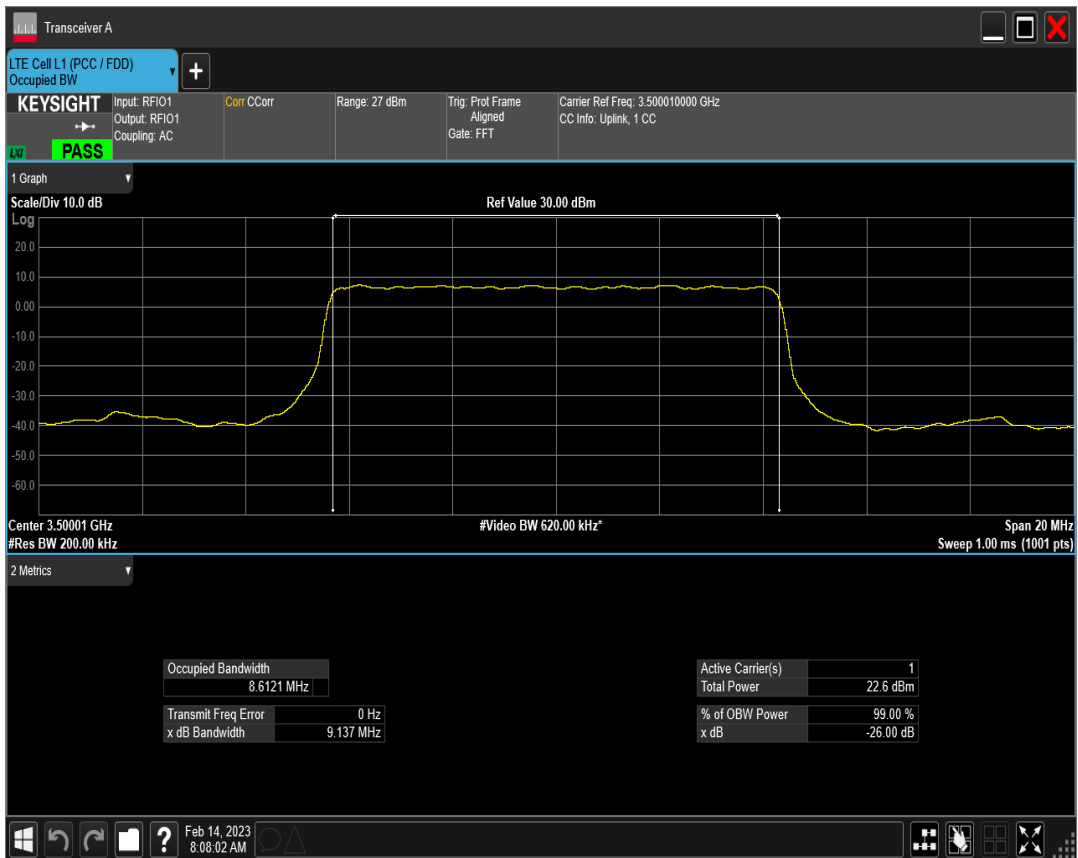 Transceiver A
LTE Cell L1 (PCC / FDD)
Occupied BW
+
KEYSIGHT
LXI
PASS
Input: RFIO1
Output: RFIO1
Coupling: AC
Corr CCorr
Range: 27 dBm
Trig: Prot Frame
Aligned
Gate: FFT
Carrier Ref Freq: 3.500010000 GHz
CC Info: Uplink, 1 CC
1 Graph
Scale/Div 10.0 dB
Ref Value 30.00 dBm
Log
20.0
10.0
0.00
-10.0
-20.0
-30.0
-40.0
-50.0
-60.0
Center 3.50001 GHz
#Video BW 620.00 kHz*
Span 20 MHz
#Res BW 200.00 kHz
Sweep 1.00 ms (1001 pts)
2 Metrics
Occupied Bandwidth
8.6121 MHz
Transmit Freq Error 0 Hz
x dB Bandwidth 9.137 MHz
Active Carrier(s) 1
Total Power 22.6 dBm
% of OBW Power 99.00 %
x dB -26.00 dB
?
Feb 14, 2023
8:08:02 AM